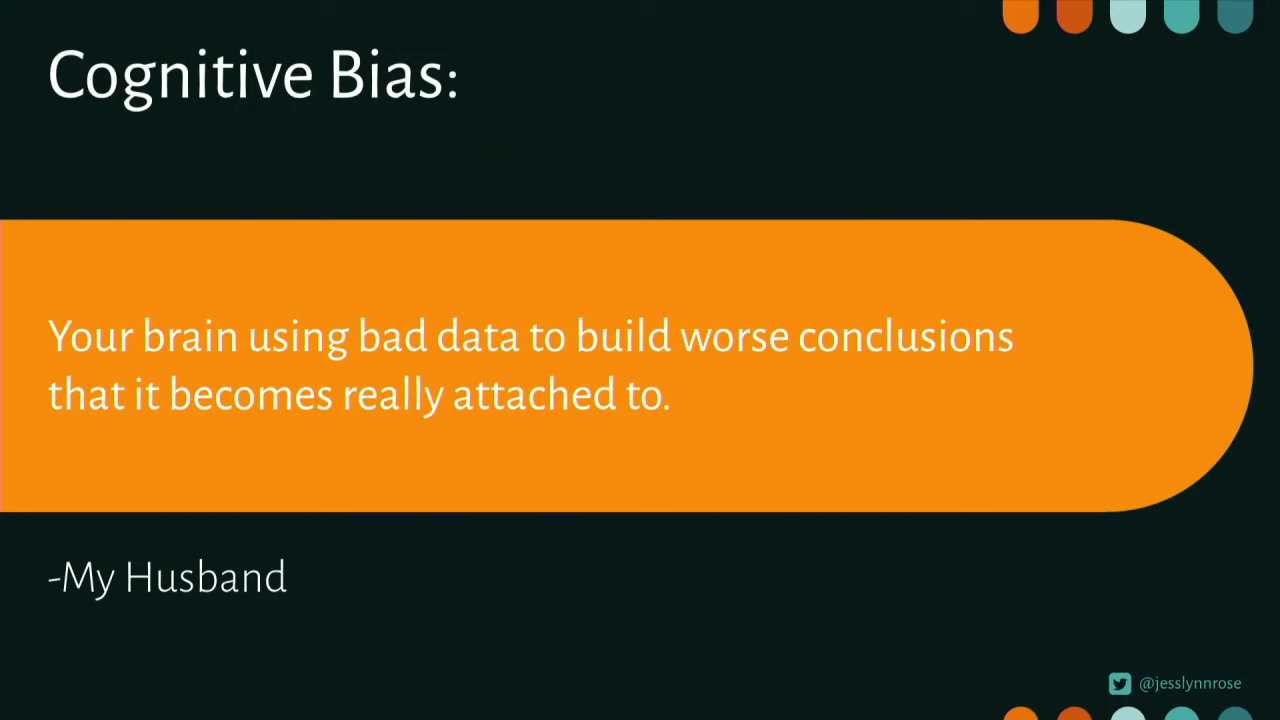 Cognitive Bias:
Your brain using bad data to build worse conclusions
that it becomes really attached to.
-My Husband
@jesslynnrose